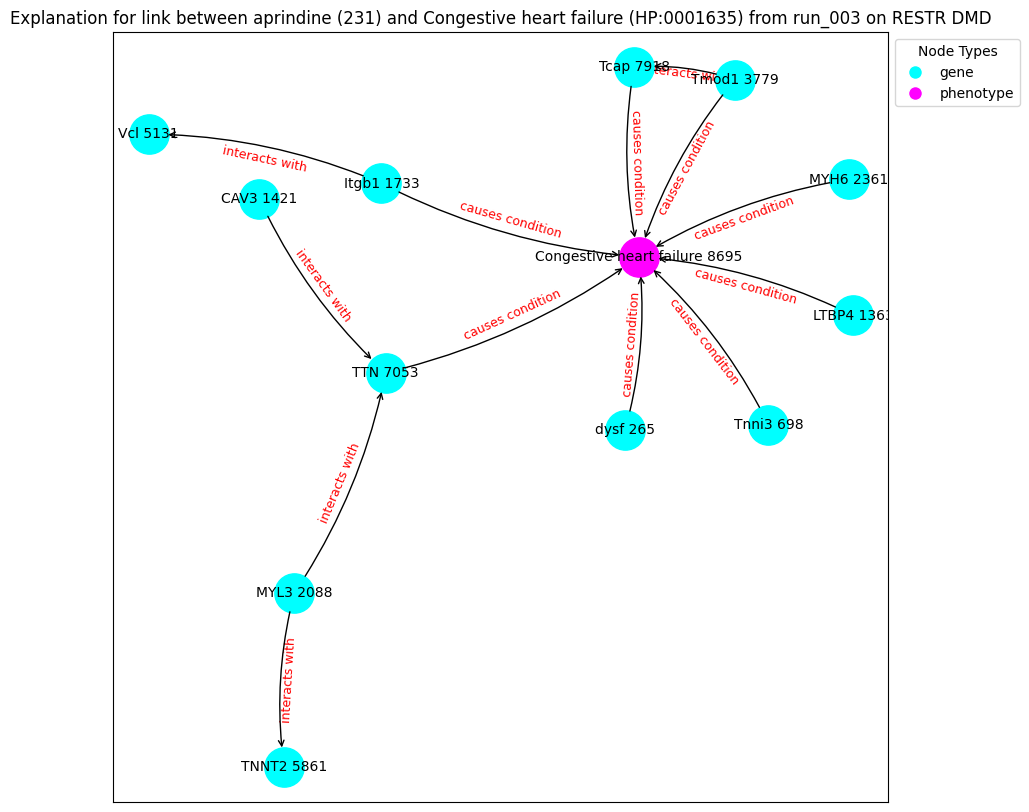 Explanation for link between aprindine (231) and Congestive heart failure (HP:0001635) from run_003 on RESTR DMD
Node Types
gene
phenotype
Tcap 7918
Tmod1 3779
Vcl 5131
interacts with
Itgb1 1733
CAV3 1421
causes condition
causes condition
causes condition
MYH6 2361
causes condition
causes condition
Congestive heart failure 8695
interacts with
causes condition
LTBP4 1363
causes condition
causes condition
causes condition
TTN 7053
dysf 265
Tnni3 698
interacts with
MYL3 2088
interacts with
TNNT2 5861